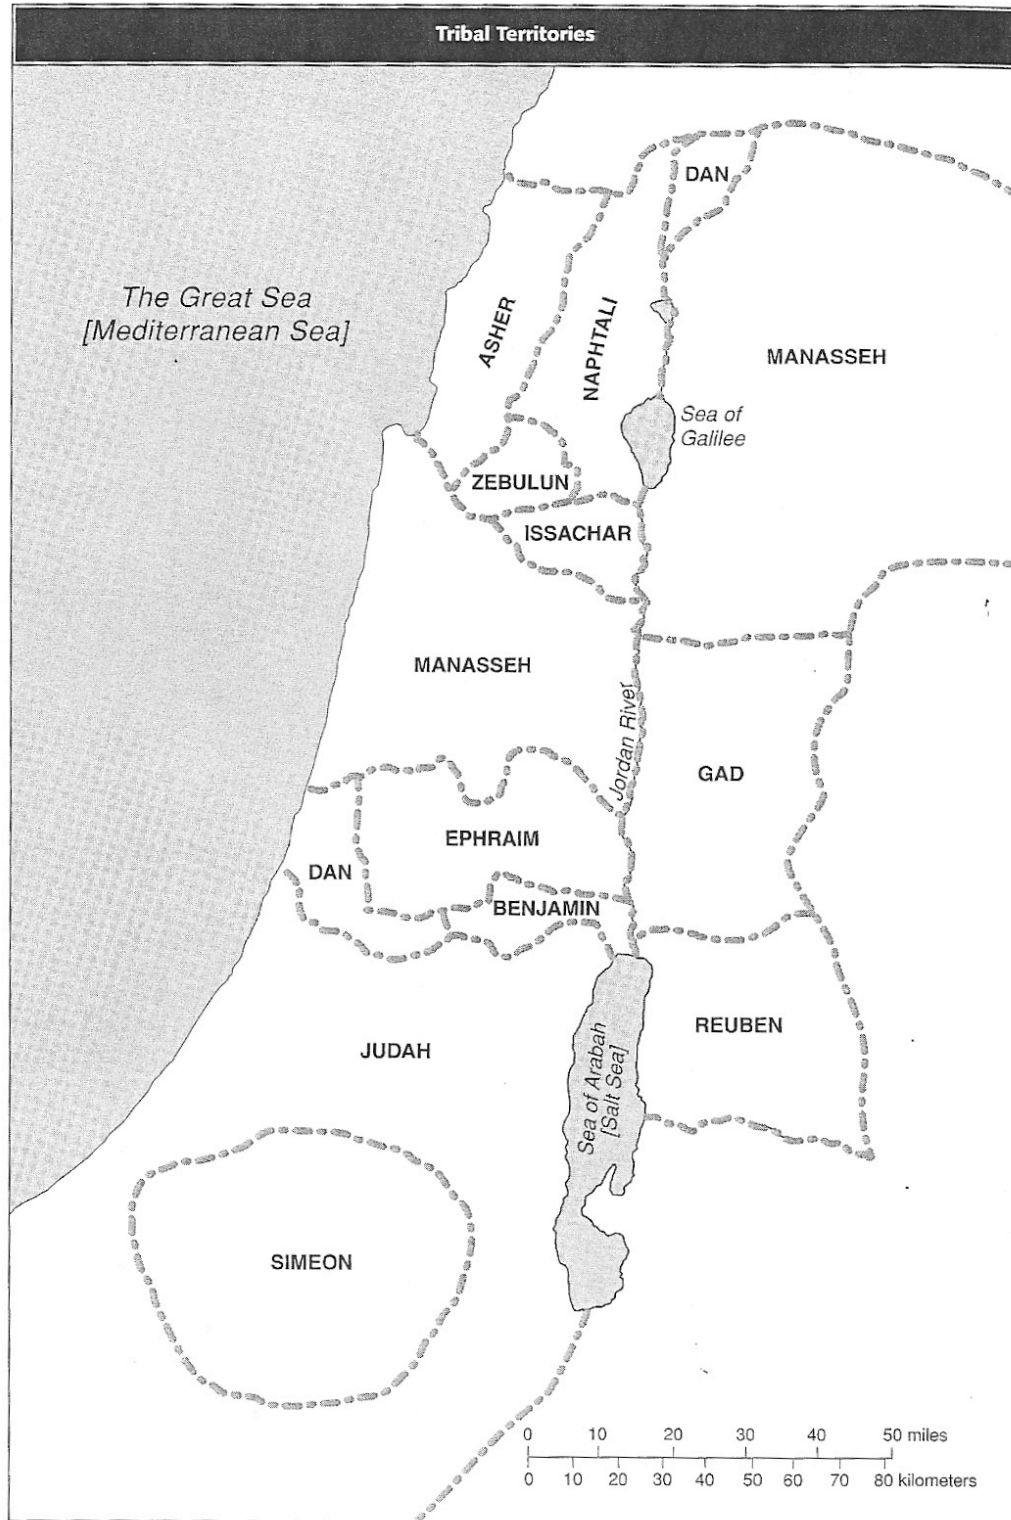 Tribal Territories
DAN
The Great Sea
[Mediterranean Sea]
ASHER
NAPHTALI
MANASSEH
Sea of
Galilee
ZEBULUN
ISSACHAR
MANASSEH
Jordan River
GAD
EPHRAIM
DAN
BENJAMIN
REUBEN
JUDAH
Sea of Arabah
[Salt Sea]
SIMEON
0 10 20 30 40 50 miles
0 10 20 30 40 50 60 70 80 kilometers